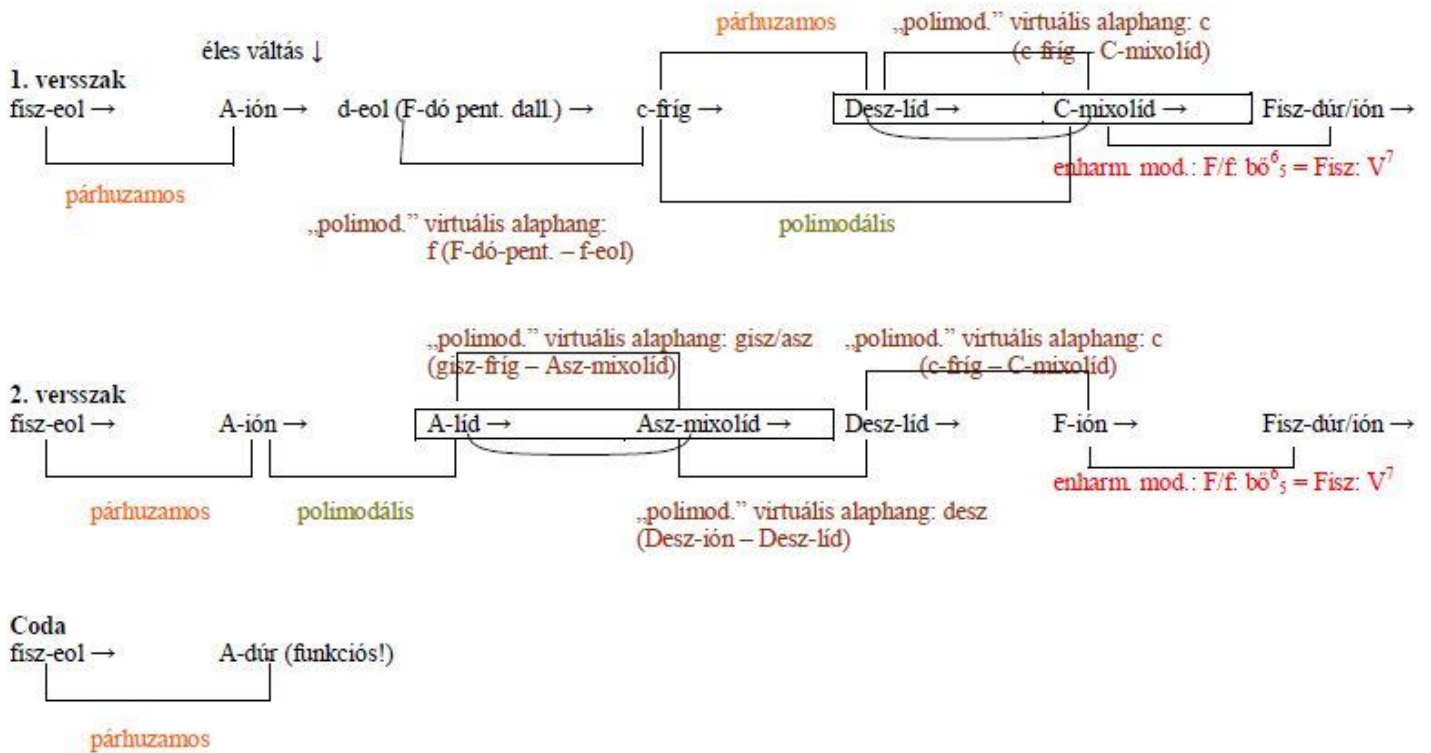 párhuzamos „polimod.” virtuális alaphang: c
éles váltás ↓ (c-fríg – C-mixolíd)
1. versszak
fisz-eol → A-ión → d-eol (F-dó pent. dall.) → c-fríg → Desz-líd → C-mixolíd → Fisz-dúr/ión →
enharm. mod.: F/f: bő⁶₅ = Fisz: V⁷
párhuzamos
„polimod.” virtuális alaphang: polimodális
f (F-dó-pent. – f-eol)
„polimod.” virtuális alaphang: gisz/asz „polimod.” virtuális alaphang: c
(gisz-fríg – Asz-mixolíd) (c-fríg – C-mixolíd)
2. versszak
fisz-eol → A-ión → A-líd → Asz-mixolíd → Desz-líd → F-ión → Fisz-dúr/ión →
enharm. mod.: F/f: bő⁶₅ = Fisz: V⁷
párhuzamos polimodális „polimod.” virtuális alaphang: desz
(Desz-ión – Desz-líd)
Coda
fisz-eol → A-dúr (funkciós!)
párhuzamos